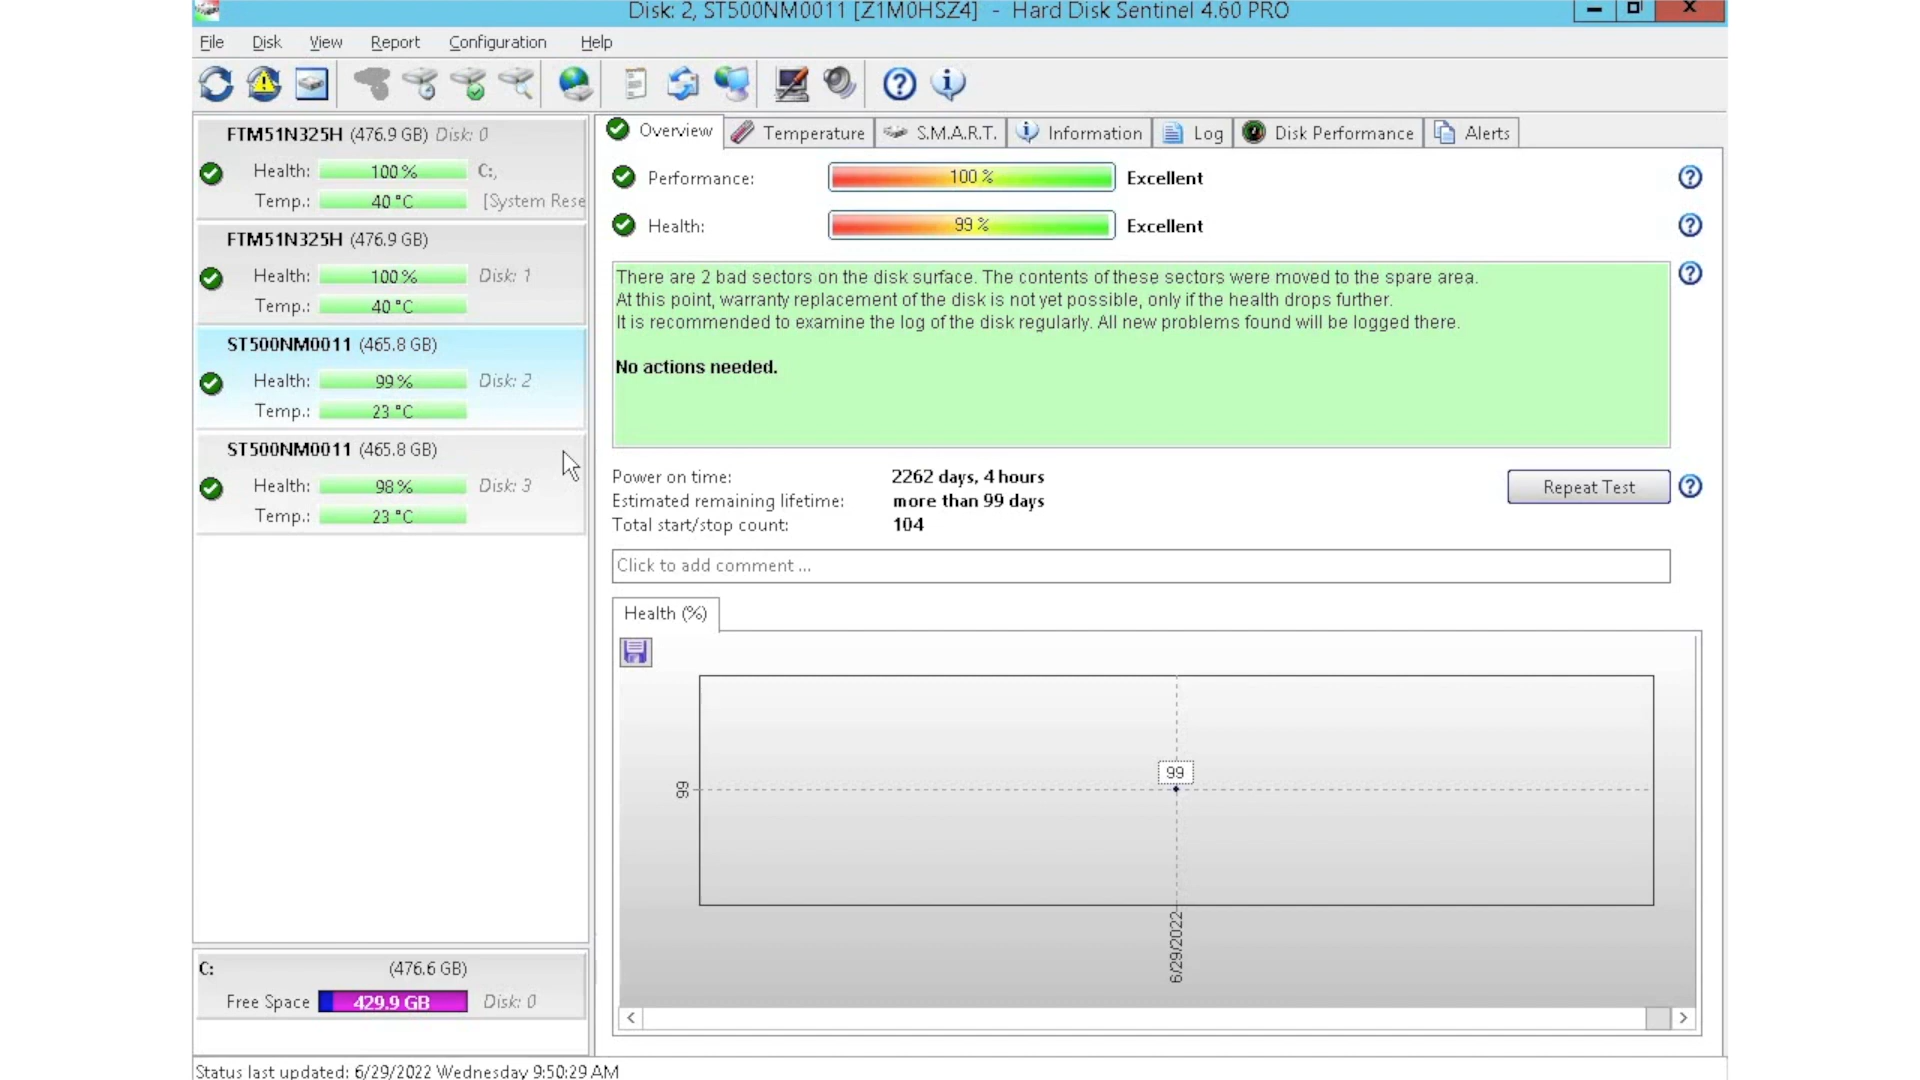 Disk: 2, ST500NM0011 [Z1M0HSZ4] - Hard Disk Sentinel 4.60 PRO
File Disk View Report Configuration Help
FTM51N325H (476.9 GB) Disk: 0
Health: 100 % C:,
Temp.: 40 °C [System Rese
FTM51N325H (476.9 GB)
Health: 100 % Disk: 1
Temp.: 40 °C
ST500NM0011 (465.8 GB)
Health: 99 % Disk: 2
Temp.: 23 °C
ST500NM0011 (465.8 GB)
Health: 98 % Disk: 3
Temp.: 23 °C
C: (476.6 GB)
Free Space 429.9 GB Disk: 0
Overview Temperature S.M.A.R.T. Information Log Disk Performance Alerts
Performance: 100 % Excellent
Health: 99 % Excellent
There are 2 bad sectors on the disk surface. The contents of these sectors were moved to the spare area.
At this point, warranty replacement of the disk is not yet possible, only if the health drops further.
It is recommended to examine the log of the disk regularly. All new problems found will be logged there.
No actions needed.
Power on time: 2262 days, 4 hours
Estimated remaining lifetime: more than 99 days
Total start/stop count: 104
Repeat Test
Click to add comment ...
Health (%)
99
99
6/29/2022
Status last updated: 6/29/2022 Wednesday 9:50:29 AM